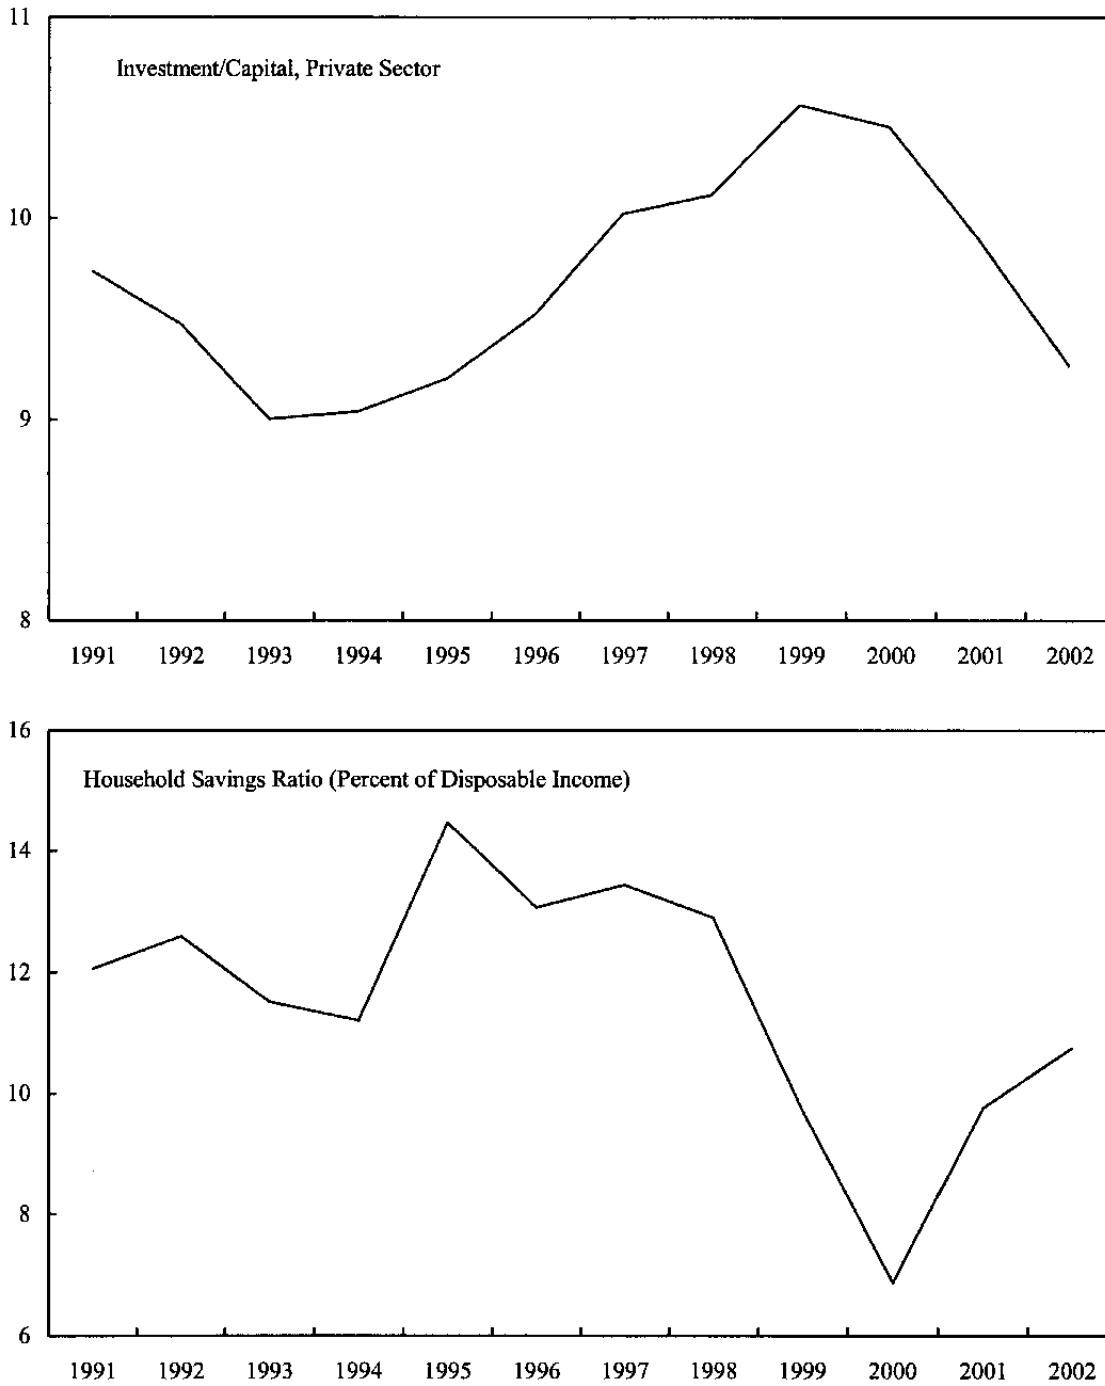 11
Investment/Capital, Private Sector
10
9
8
1991 1992 1993 1994 1995 1996 1997 1998 1999 2000 2001 2002
16
Household Savings Ratio (Percent of Disposable Income)
14
12
10
8
6
1991 1992 1993 1994 1995 1996 1997 1998 1999 2000 2001 2002